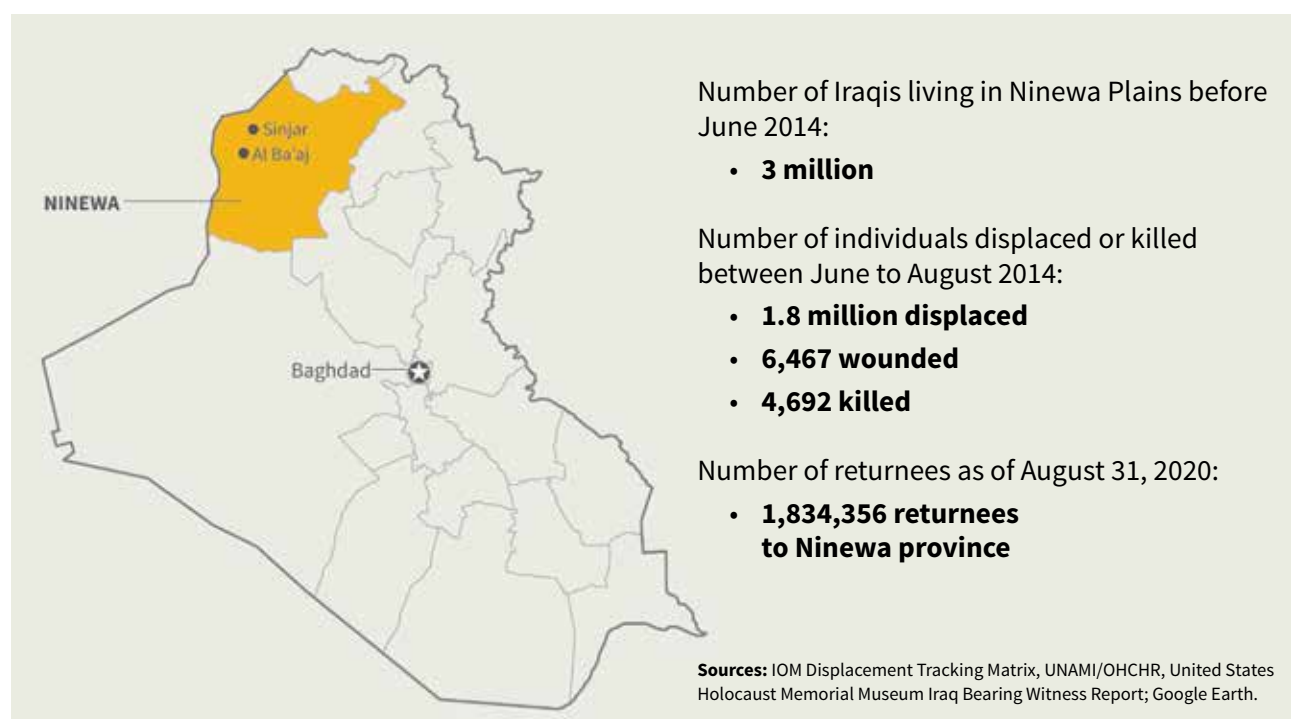 Sinjar
Al Ba'aj
NINEWA
Baghdad
Number of Iraqis living in Ninewa Plains before
June 2014:
• 3 million
Number of individuals displaced or killed
between June to August 2014:
• 1.8 million displaced
• 6,467 wounded
• 4,692 killed
Number of returnees as of August 31, 2020:
• 1,834,356 returnees
to Ninewa province
Sources: IOM Displacement Tracking Matrix, UNAMI/OHCHR, United States
Holocaust Memorial Museum Iraq Bearing Witness Report; Google Earth.